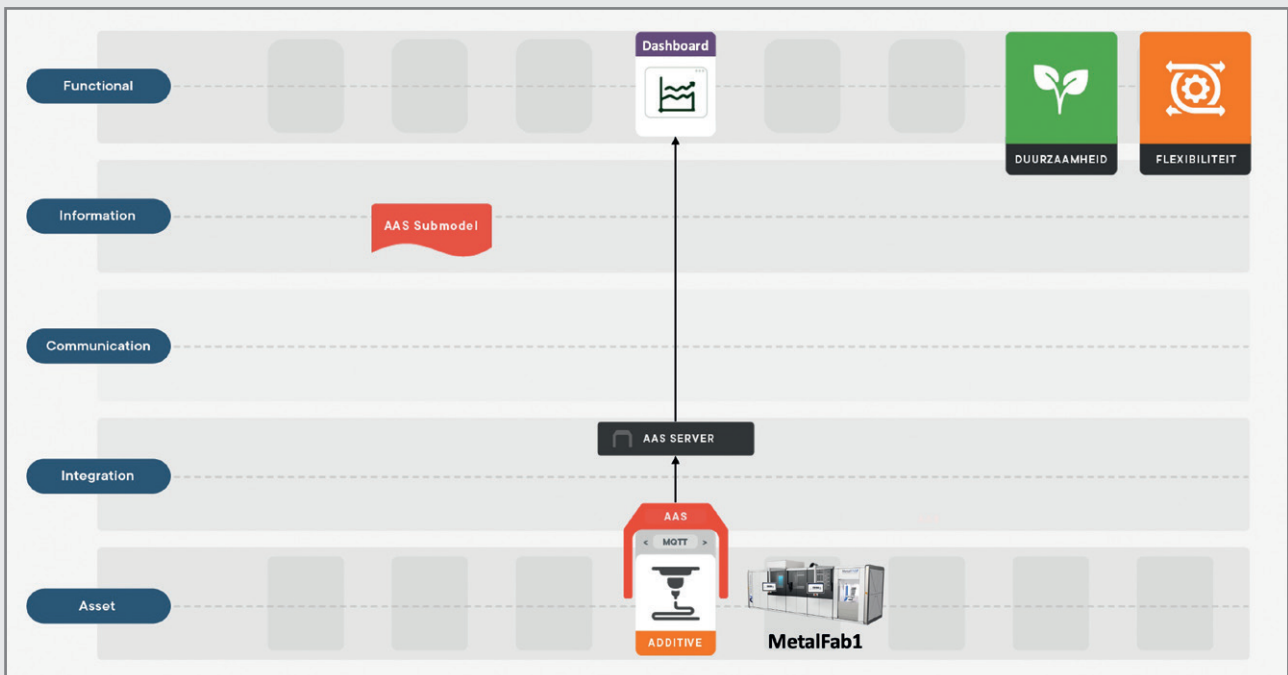 Dashboard
Functional
DUURZAAMHEID
FLEXIBILITEIT
Information
AAS Submodel
Communication
AAS SERVER
Integration
AAS
< MQTT >
Asset
ADDITIVE
MetalFab1